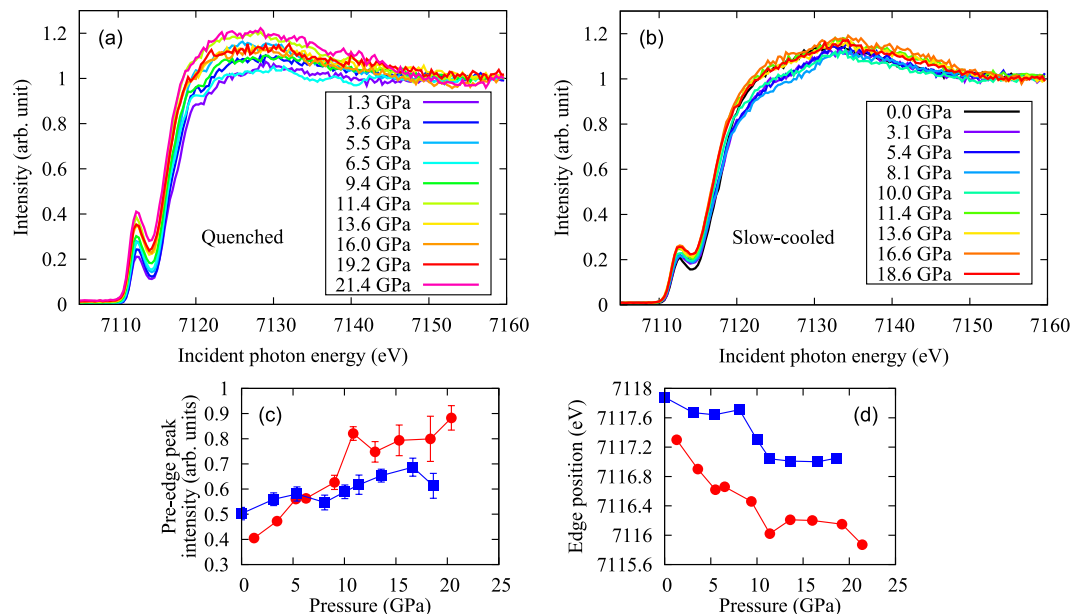 (a)
Intensity (arb. unit)
0
0.2
0.4
0.6
0.8
1
1.2
Quenched
1.3 GPa
3.6 GPa
5.5 GPa
6.5 GPa
9.4 GPa
11.4 GPa
13.6 GPa
16.0 GPa
19.2 GPa
21.4 GPa
7110 7120 7130 7140 7150 7160
Incident photon energy (eV)
(b)
Intensity (arb. unit)
0
0.2
0.4
0.6
0.8
1
1.2
Slow-cooled
0.0 GPa
3.1 GPa
5.4 GPa
8.1 GPa
10.0 GPa
11.4 GPa
13.6 GPa
16.6 GPa
18.6 GPa
7110 7120 7130 7140 7150 7160
Incident photon energy (eV)
(c)
Pre-edge peak
intensity (arb. units)
1
0.9
0.8
0.7
0.6
0.5
0.4
0.3
0 5 10 15 20 25
Pressure (GPa)
(d)
Edge position (eV)
7118
7117.6
7117.2
7116.8
7116.4
7116
7115.6
0 5 10 15 20 25
Pressure (GPa)